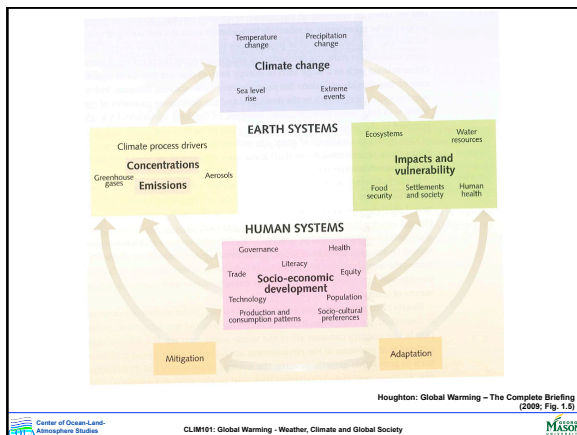 Temperature change
Precipitation change
Climate change
Sea level rise
Extreme events
EARTH SYSTEMS
Climate process drivers
Concentrations
Greenhouse gases
Aerosols
Emissions
Ecosystems
Water resources
Impacts and vulnerability
Food security
Settlements and society
Human health
HUMAN SYSTEMS
Governance
Health
Literacy
Trade
Equity
Socio-economic development
Technology
Population
Production and consumption patterns
Socio-cultural preferences
Mitigation
Adaptation
Houghton: Global Warming – The Complete Briefing
(2009; Fig. 1.5)
Center of Ocean-Land-
Atmosphere Studies
CLIM101: Global Warming - Weather, Climate and Global Society
GEORGE
MASON
UNIVERSITY